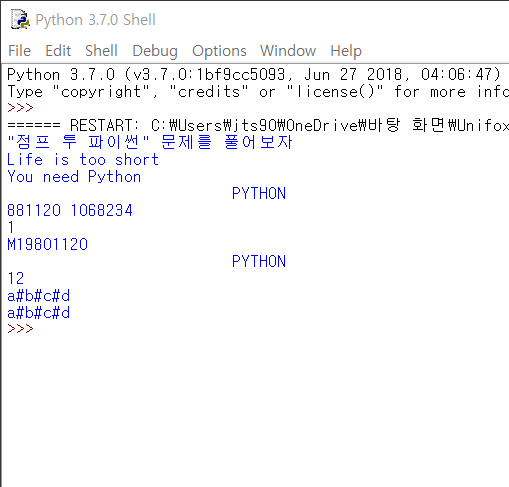 Python 3.7.0 Shell
File Edit Shell Debug Options Window Help
Python 3.7.0 (v3.7.0:1bf9cc5093, Jun 27 2018, 04:06:47)
Type "copyright", "credits" or "license()" for more info
>>>
====== RESTART: C:₩Users₩jts90₩OneDrive₩바탕 화면₩Unifox
"점프 투 파이썬" 문제를 풀어보자
Life is too short
You need Python
PYTHON
881120 1068234
1
M19801120
PYTHON
12
a#b#c#d
a#b#c#d
>>>